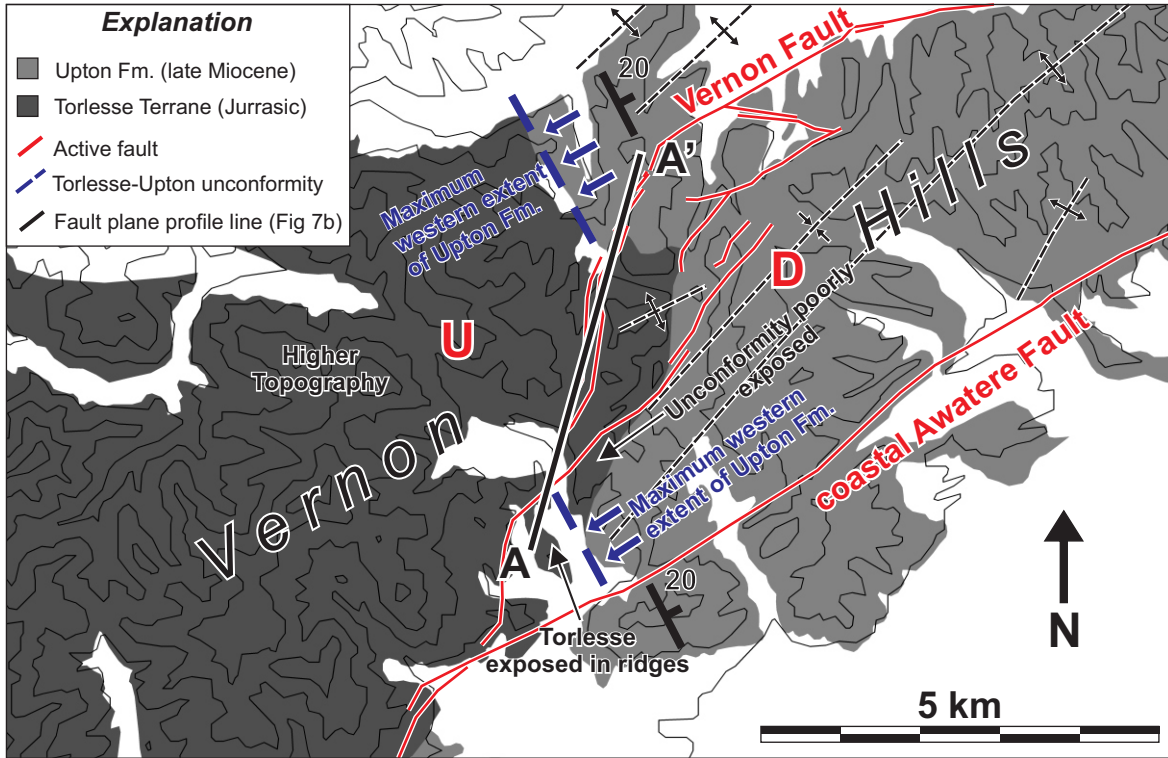 Explanation
Upton Fm. (late Miocene)
Torlesse Terrane (Jurrasic)
Active fault
Torlesse-Upton unconformity
Fault plane profile line (Fig 7b)
20
Vernon Fault
A'
Maximum
western extent
of Upton Fm.
Hills
D
U
Higher
Topography
Unconformity poorly
exposed
Vernon
Maximum western
extent of Upton Fm.
coastal Awatere Fault
A
20
Torlesse
exposed in ridges
N
5 km